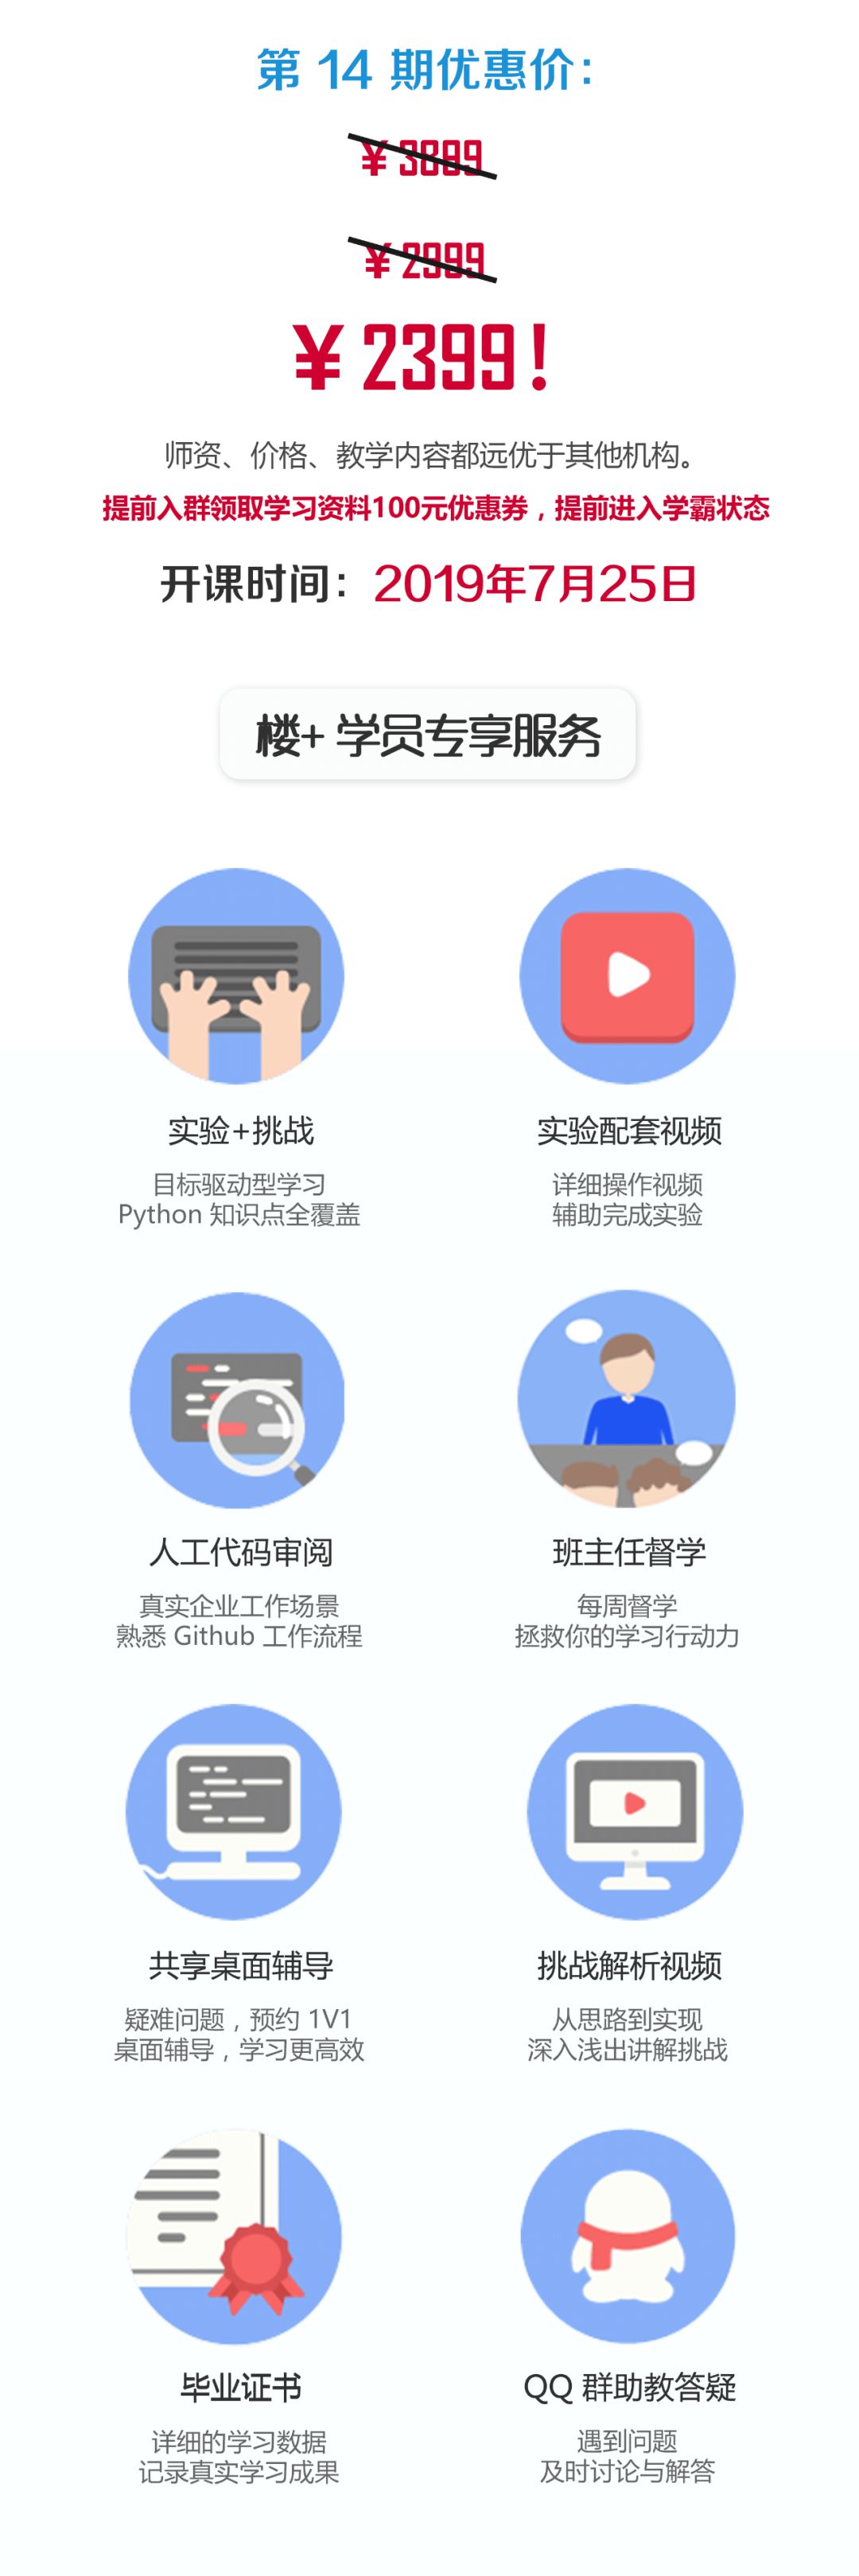 第 14 期优惠价：
¥ 3889
¥ 2999
¥ 2399！
师资、价格、教学内容都远优于其他机构。
提前入群领取学习资料100元优惠券，提前进入学霸状态
开课时间：2019年7月25日
楼+ 学员专享服务
实验+挑战
目标驱动型学习
Python 知识点全覆盖
实验配套视频
详细操作视频
辅助完成实验
人工代码审阅
真实企业工作场景
熟悉 Github 工作流程
班主任督学
每周督学
拯救你的学习行动力
共享桌面辅导
疑难问题，预约 1V1
桌面辅导，学习更高效
挑战解析视频
从思路到实现
深入浅出讲解挑战
毕业证书
详细的学习数据
记录真实学习成果
QQ 群助教答疑
遇到问题
及时讨论与解答